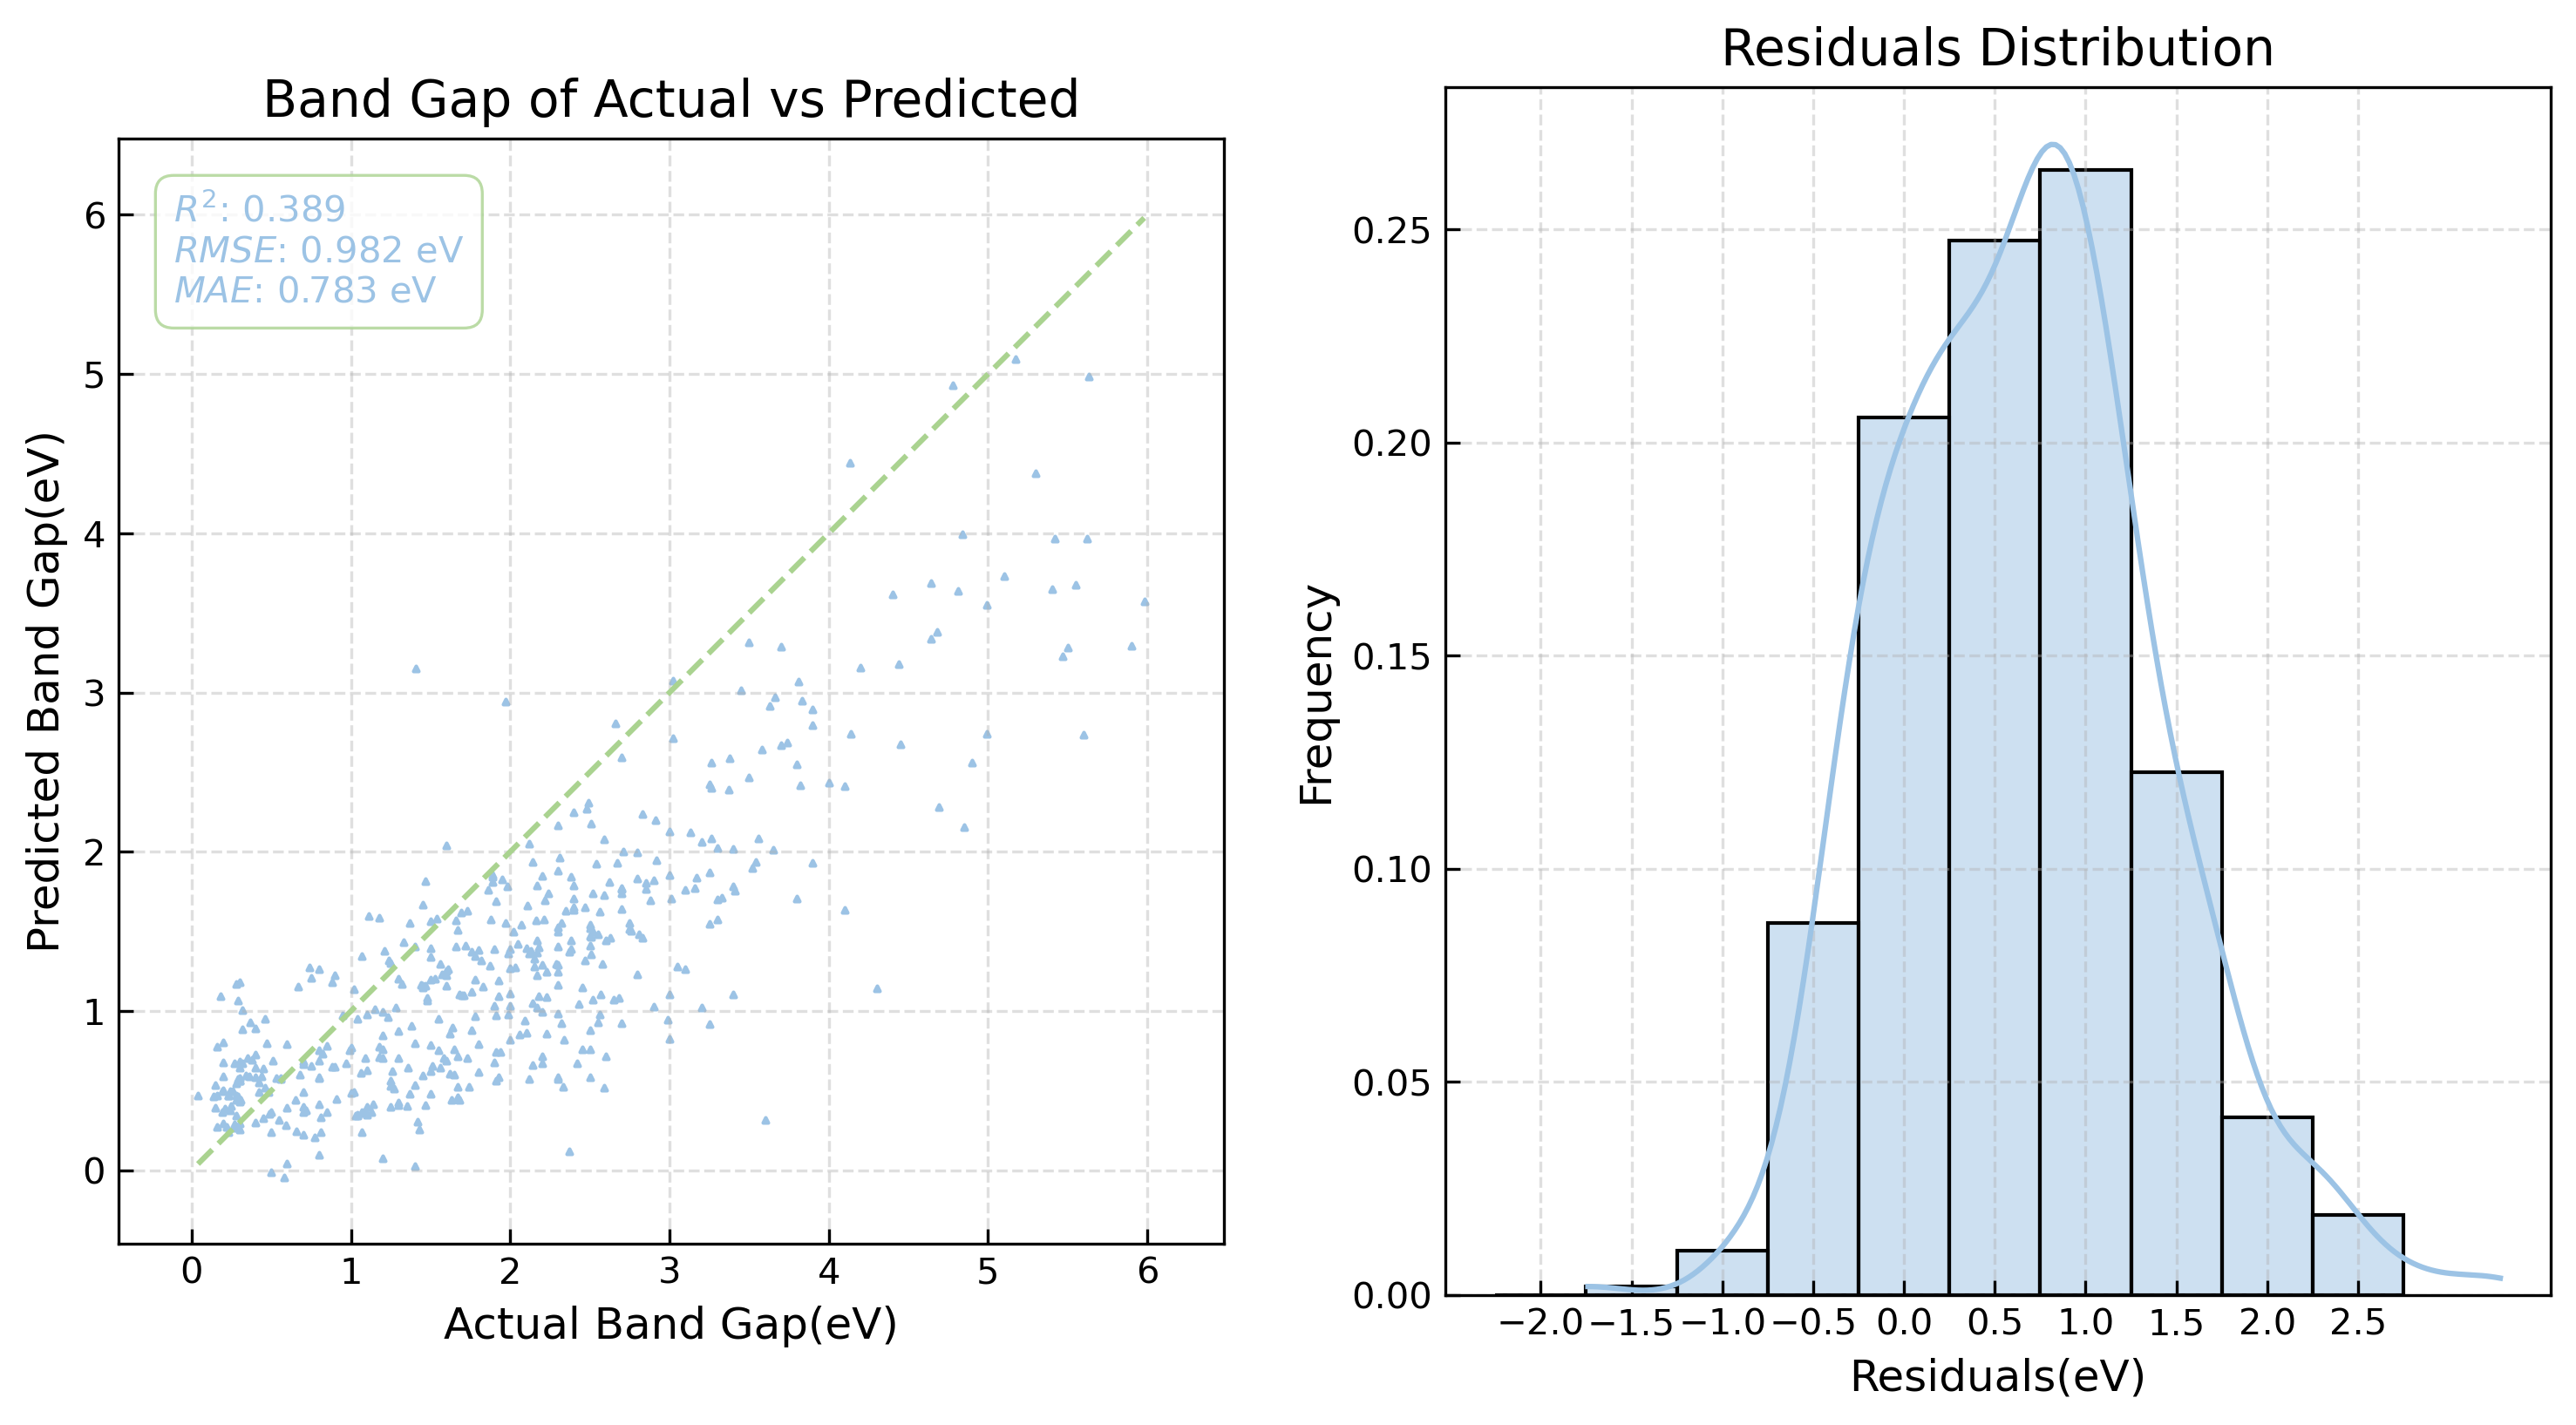 Band Gap of Actual vs Predicted
R²: 0.389
RMSE: 0.982 eV
MAE: 0.783 eV
6
5
4
3
2
1
0
Predicted Band Gap(eV)
0 1 2 3 4 5 6
Actual Band Gap(eV)
Residuals Distribution
0.25
0.20
0.15
0.10
0.05
0.00
Frequency
−2.0 −1.5 −1.0 −0.5 0.0 0.5 1.0 1.5 2.0 2.5
Residuals(eV)